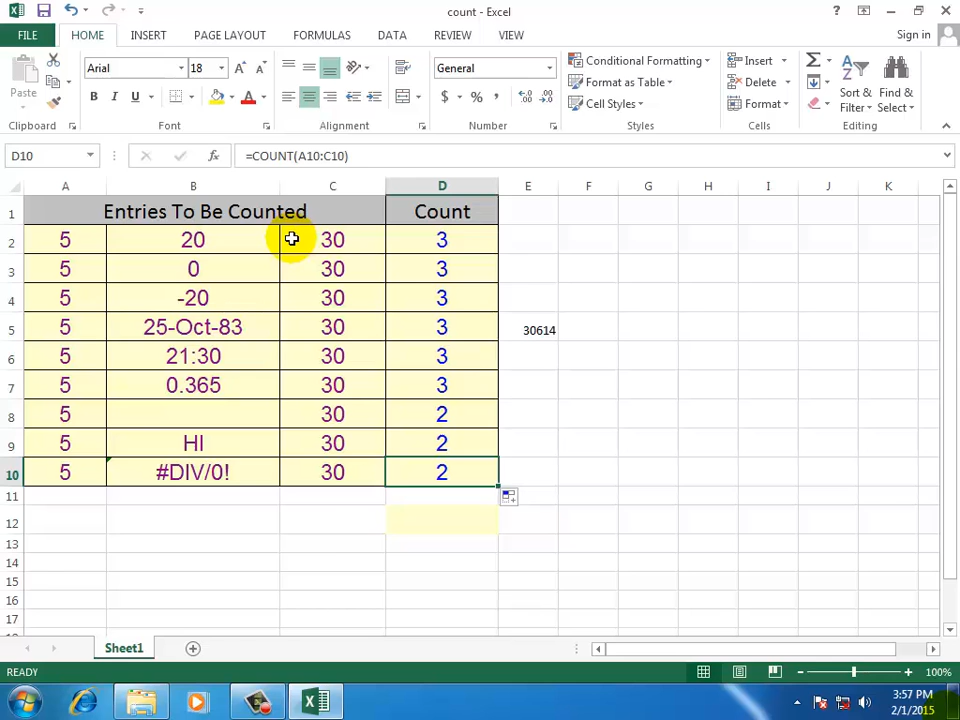 count - Excel
?
FILE HOME INSERT PAGE LAYOUT FORMULAS DATA REVIEW VIEW Sign in
Paste
Arial 18
General
B I U
A A
$ % ,
Conditional Formatting
Format as Table
Cell Styles
Insert
Delete
Format
Sort &
Filter
Find &
Select
Clipboard Font Alignment Number Styles Cells Editing
D10 fx =COUNT(A10:C10)
A B C D E F G H I J K
1 Entries To Be Counted Count
2 5 20 30 3
3 5 0 30 3
4 5 -20 30 3
5 5 25-Oct-83 30 3 30614
6 5 21:30 30 3
7 5 0.365 30 3
8 5 30 2
9 5 HI 30 2
10 5 #DIV/0! 30 2
11
12
13
14
15
16
17
Sheet1
READY 100%
3:57 PM
2/1/2015